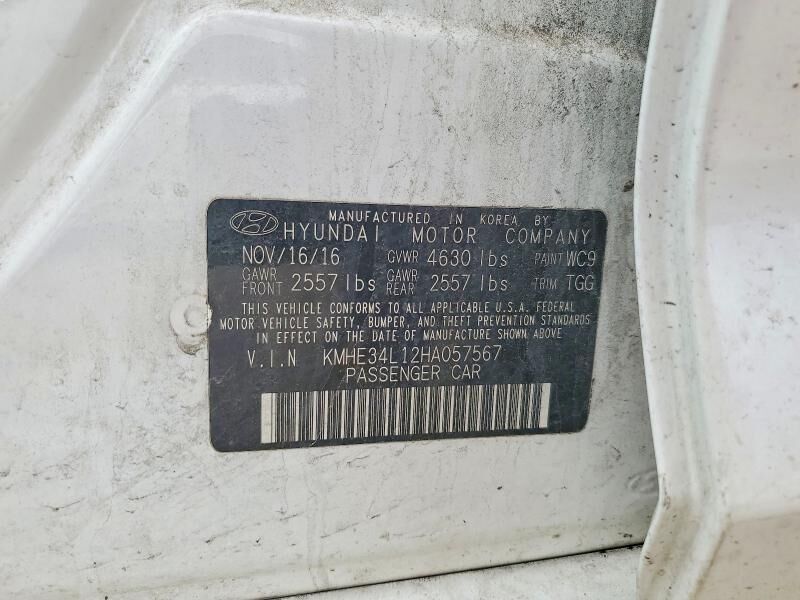 MANUFACTURED IN KOREA BY
HYUNDAI MOTOR COMPANY
NOV/16/16 GVWR 4630 lbs PAINT WC9
GAWR FRONT 2557 lbs GAWR REAR 2557 lbs TRIM TGG
THIS VEHICLE CONFORMS TO ALL APPLICABLE U.S.A. FEDERAL
MOTOR VEHICLE SAFETY, BUMPER, AND THEFT PREVENTION STANDARDS
IN EFFECT ON THE DATE OF MANUFACTURE SHOWN ABOVE
V.I.N KMHE34L12HA057567
PASSENGER CAR